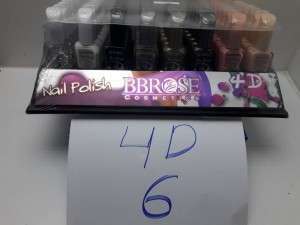 Nail Polish BBROSE 4D
COSMETICS
4D
6